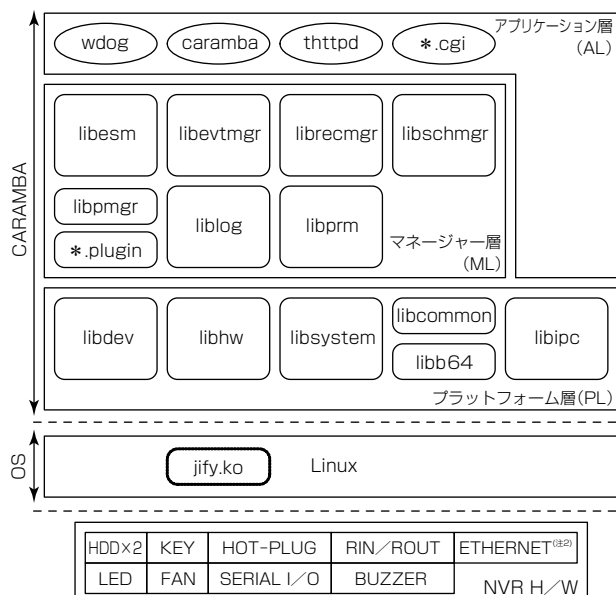 アプリケーション層
(AL)
wdog caramba thttpd *.cgi
CARAMBA
libesm libevtmgr librecmgr libschmgr
libpmgr
*.plugin
liblog libprm
マネージャー層
(ML)
libdev libhw libsystem libcommon
libb64
libipc
プラットフォーム層(PL)
OS
jify.ko Linux
HDD×2 KEY HOT-PLUG RIN/ROUT ETHERNET(注2)
LED FAN SERIAL I/O BUZZER NVR H/W